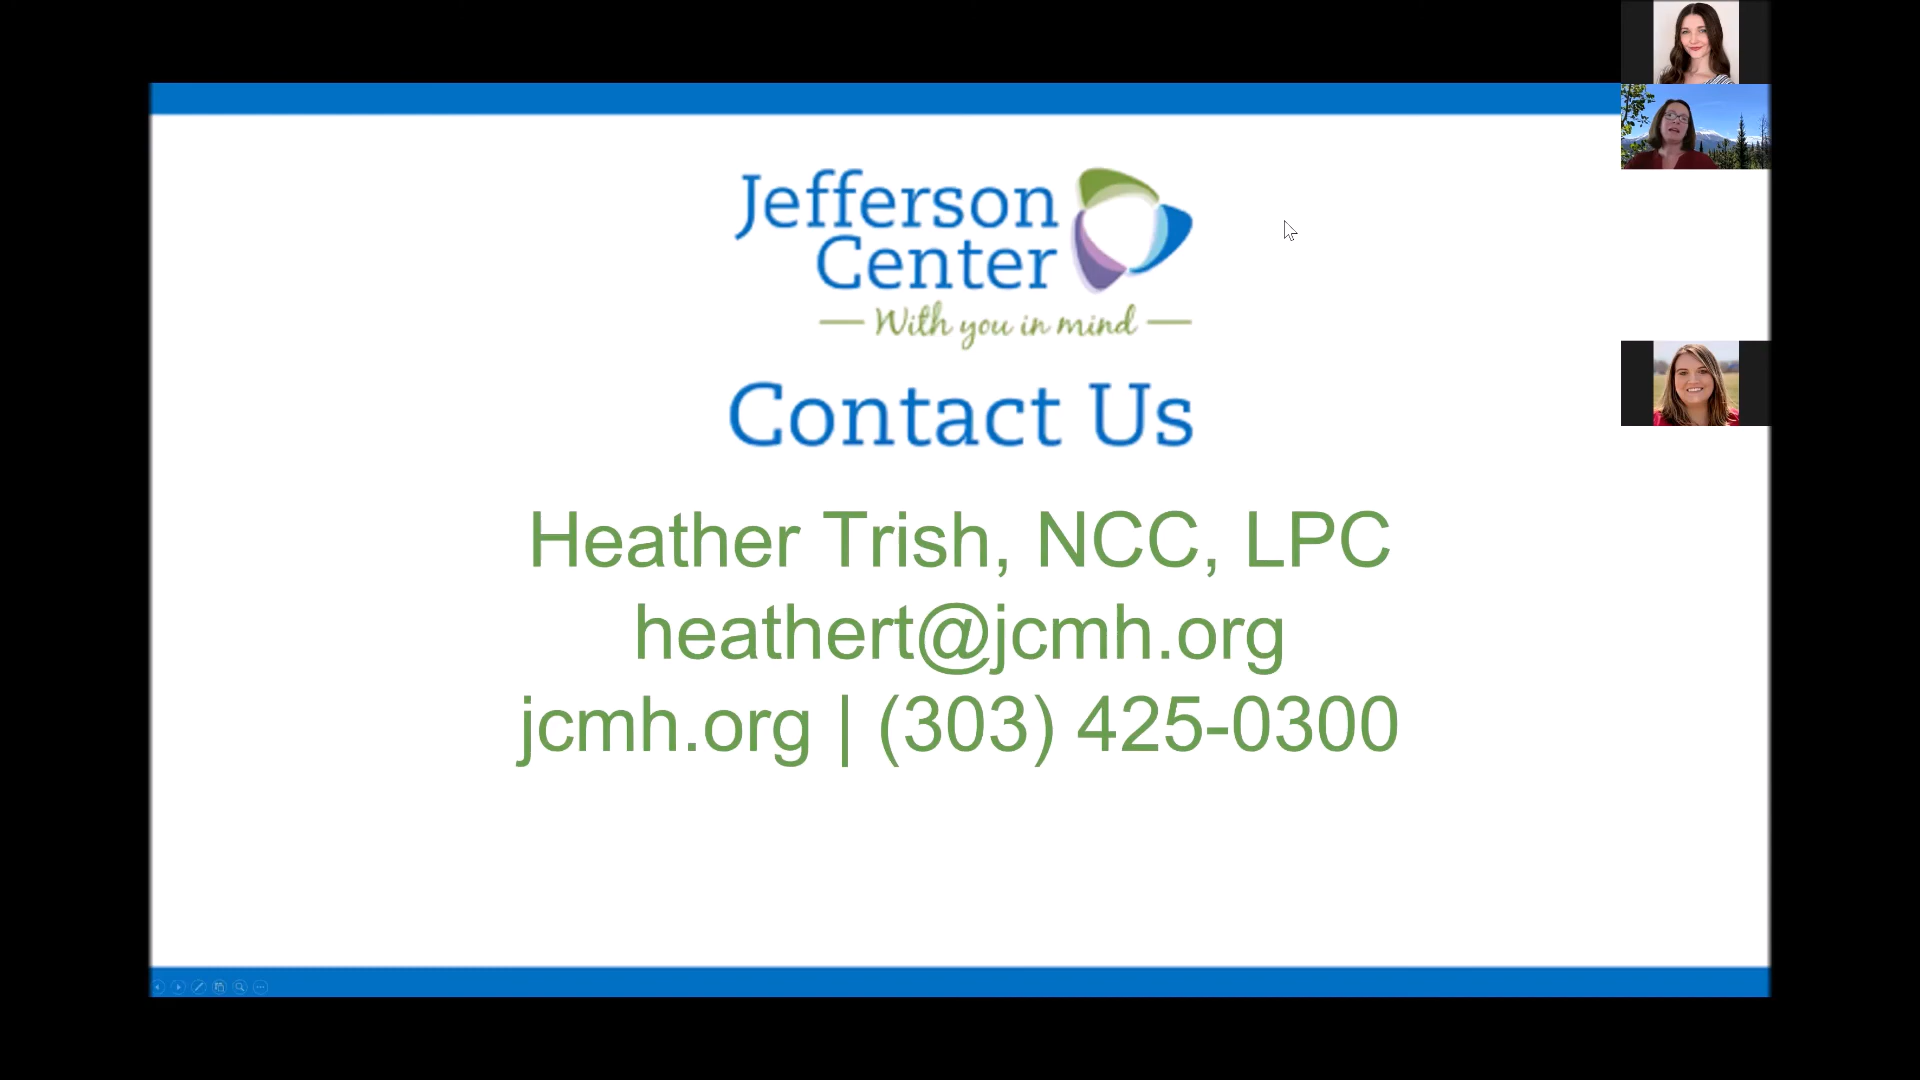 Jefferson
Center
With you in mind
Contact Us
Heather Trish, NCC, LPC
heathert@jcmh.org
jcmh.org | (303) 425-0300